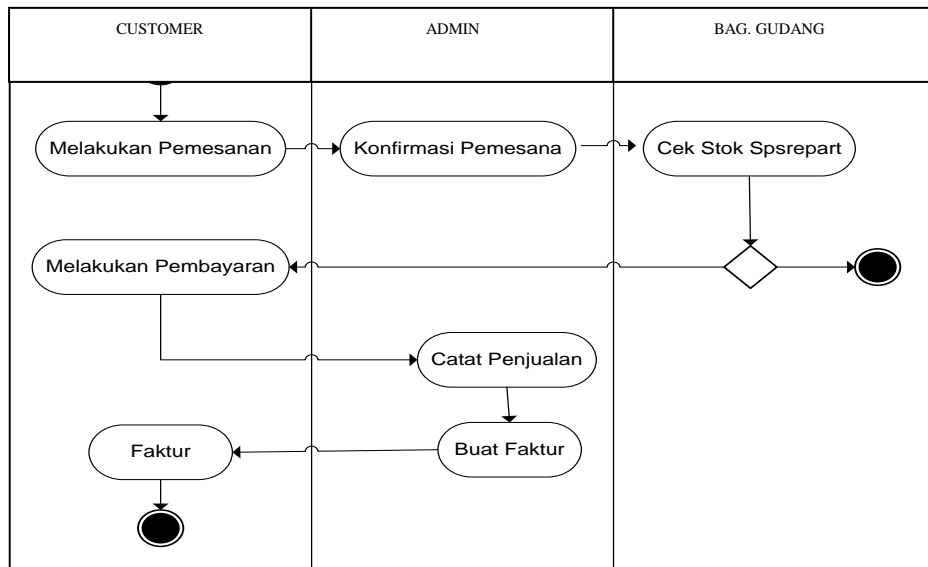 CUSTOMER
ADMIN
BAG. GUDANG
Melakukan Pemesanan
Konfirmasi Pemesana
Cek Stok Spsrepart
Melakukan Pembayaran
Catat Penjualan
Faktur
Buat Faktur